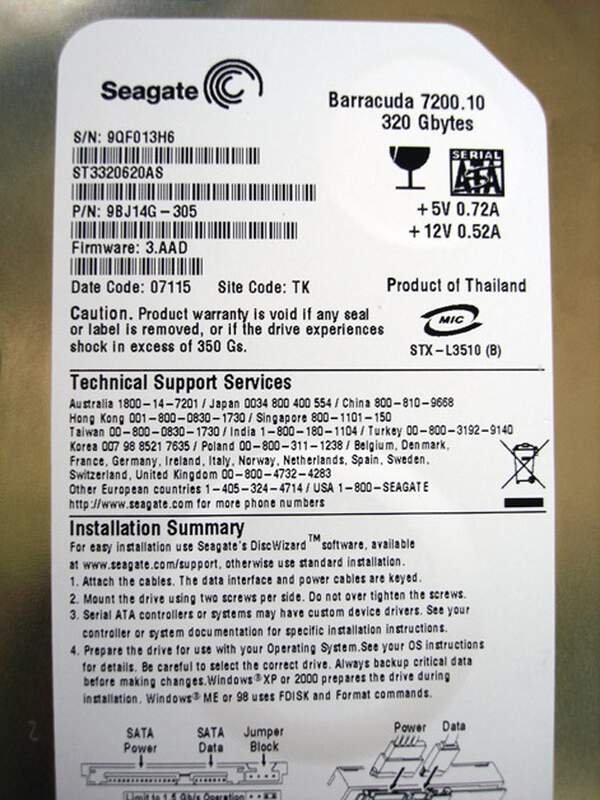 Seagate
Barracuda 7200.10
320 Gbytes
S/N: 9QF013H6
ST3320620AS
SERIAL
ATA
P/N: 9BJ14G-305
+5V 0.72A
+12V 0.52A
Firmware: 3.AAD
Date Code: 07115 Site Code: TK
Product of Thailand
Caution. Product warranty is void if any seal
or label is removed, or if the drive experiences
shock in excess of 350 Gs.
MIC
STX-L3510 (B)
Technical Support Services
Australia 1800-14-7201 / Japan 0034 800 400 554 / China 800-810-9668
Hong Kong 001-800-0830-1730 / Singapore 800-1101-150
Taiwan 00-800-0830-1730 / India 1-800-180-1104 / Turkey 00-800-3192-9140
Korea 007 98 8521 7635 / Poland 00-800-311-1238 / Belgium, Denmark,
France, Germany, Ireland, Italy, Norway, Netherlands, Spain, Sweden,
Switzerland, United Kingdom 00-800-4732-4283
Other European countries 1-405-324-4714 / USA 1-800-SEAGATE
http://www.seagate.com for more phone numbers
Installation Summary
For easy installation use Seagate's DiscWizard™ software, available
at www.seagate.com/support, otherwise use standard installation.
1. Attach the cables. The data interface and power cables are keyed.
2. Mount the drive using two screws per side. Do not over tighten the screws.
3. Serial ATA controllers or systems may have custom device drivers. See your
controller or system documentation for specific installation instructions.
4. Prepare the drive for use with your Operating System.See your OS instructions
for details. Be careful to select the correct drive. Always backup critical data
before making changes.Windows® XP or 2000 prepares the drive during
installation. Windows® ME or 98 uses FDISK and Format commands.
SATA Power
SATA Data
Jumper Block
Power Data
Limit to 1.5 Gb/s Operation